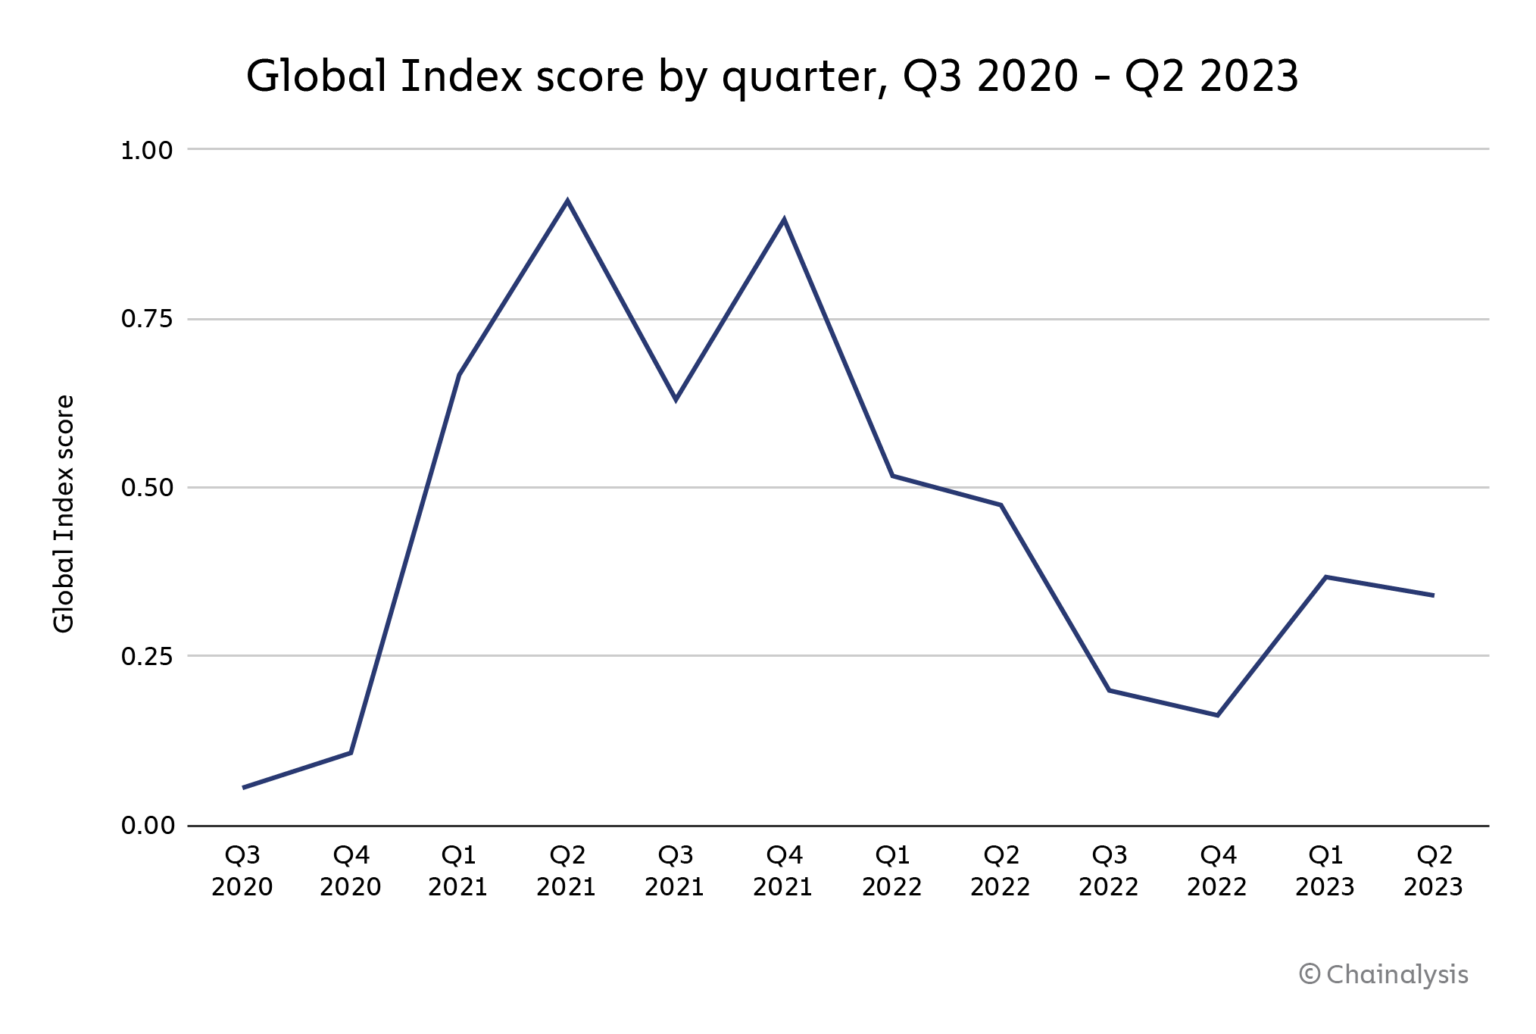 Global Index score by quarter, Q3 2020 - Q2 2023
Global Index score
1.00
0.75
0.50
0.25
0.00
Q3 Q4 Q1 Q2 Q3 Q4 Q1 Q2 Q3 Q4 Q1 Q2
2020 2020 2021 2021 2021 2021 2022 2022 2022 2022 2023 2023
© Chainalysis